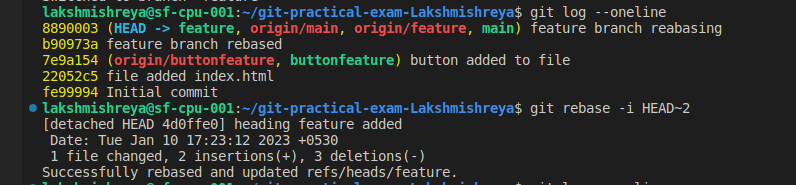 lakshmishreya@sf-cpu-001:~/git-practical-exam-Lakshmishreya$ git log --oneline
8890003 (HEAD -> feature, origin/main, origin/feature, main) feature branch reabasing
b90973a feature branch rebased
7e9a154 (origin/buttonfeature, buttonfeature) button added to file
22052c5 file added index.html
fe99994 Initial commit
lakshmishreya@sf-cpu-001:~/git-practical-exam-Lakshmishreya$ git rebase -i HEAD~2
[detached HEAD 4d0ffe0] heading feature added
Date: Tue Jan 10 17:23:12 2023 +0530
1 file changed, 2 insertions(+), 3 deletions(-)
Successfully rebased and updated refs/heads/feature.